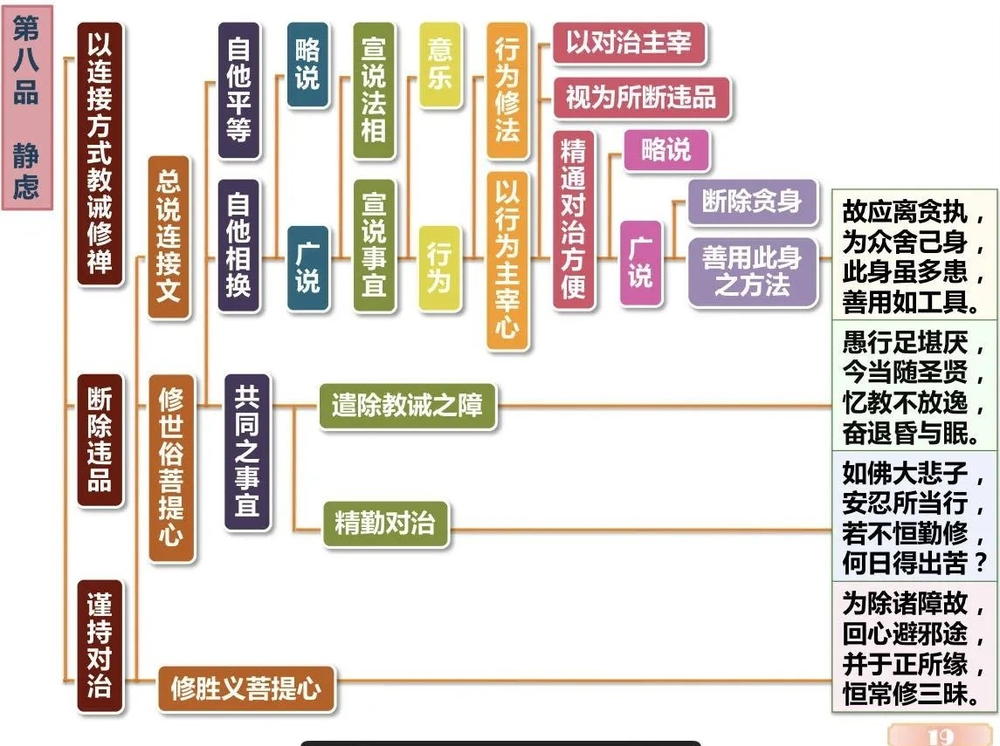 第八品 静虑
以连接方式教诫修禅
断除违品
谨持对治
总说连接文
修世俗菩提心
修胜义菩提心
自他平等
自他相换
共同之事宜
略说
广说
宣说法相
宣说事宜
遣除教诫之障
精勤对治
意乐
行为
行为修法
以行为主宰心
以对治主宰
视为所断违品
精通对治方便
略说
广说
断除贪身
善用此身
之方法
故应离贪执，
为众舍己身，
此身虽多患，
善用如工具。
愚行足堪厌，
今当随圣贤，
忆教不放逸，
奋退昏与眠。
如佛大悲子，
安忍所当行，
若不恒勤修，
何日得出苦？
为除诸障故，
回心避邪途，
并于正所缘，
恒常修三昧。
19